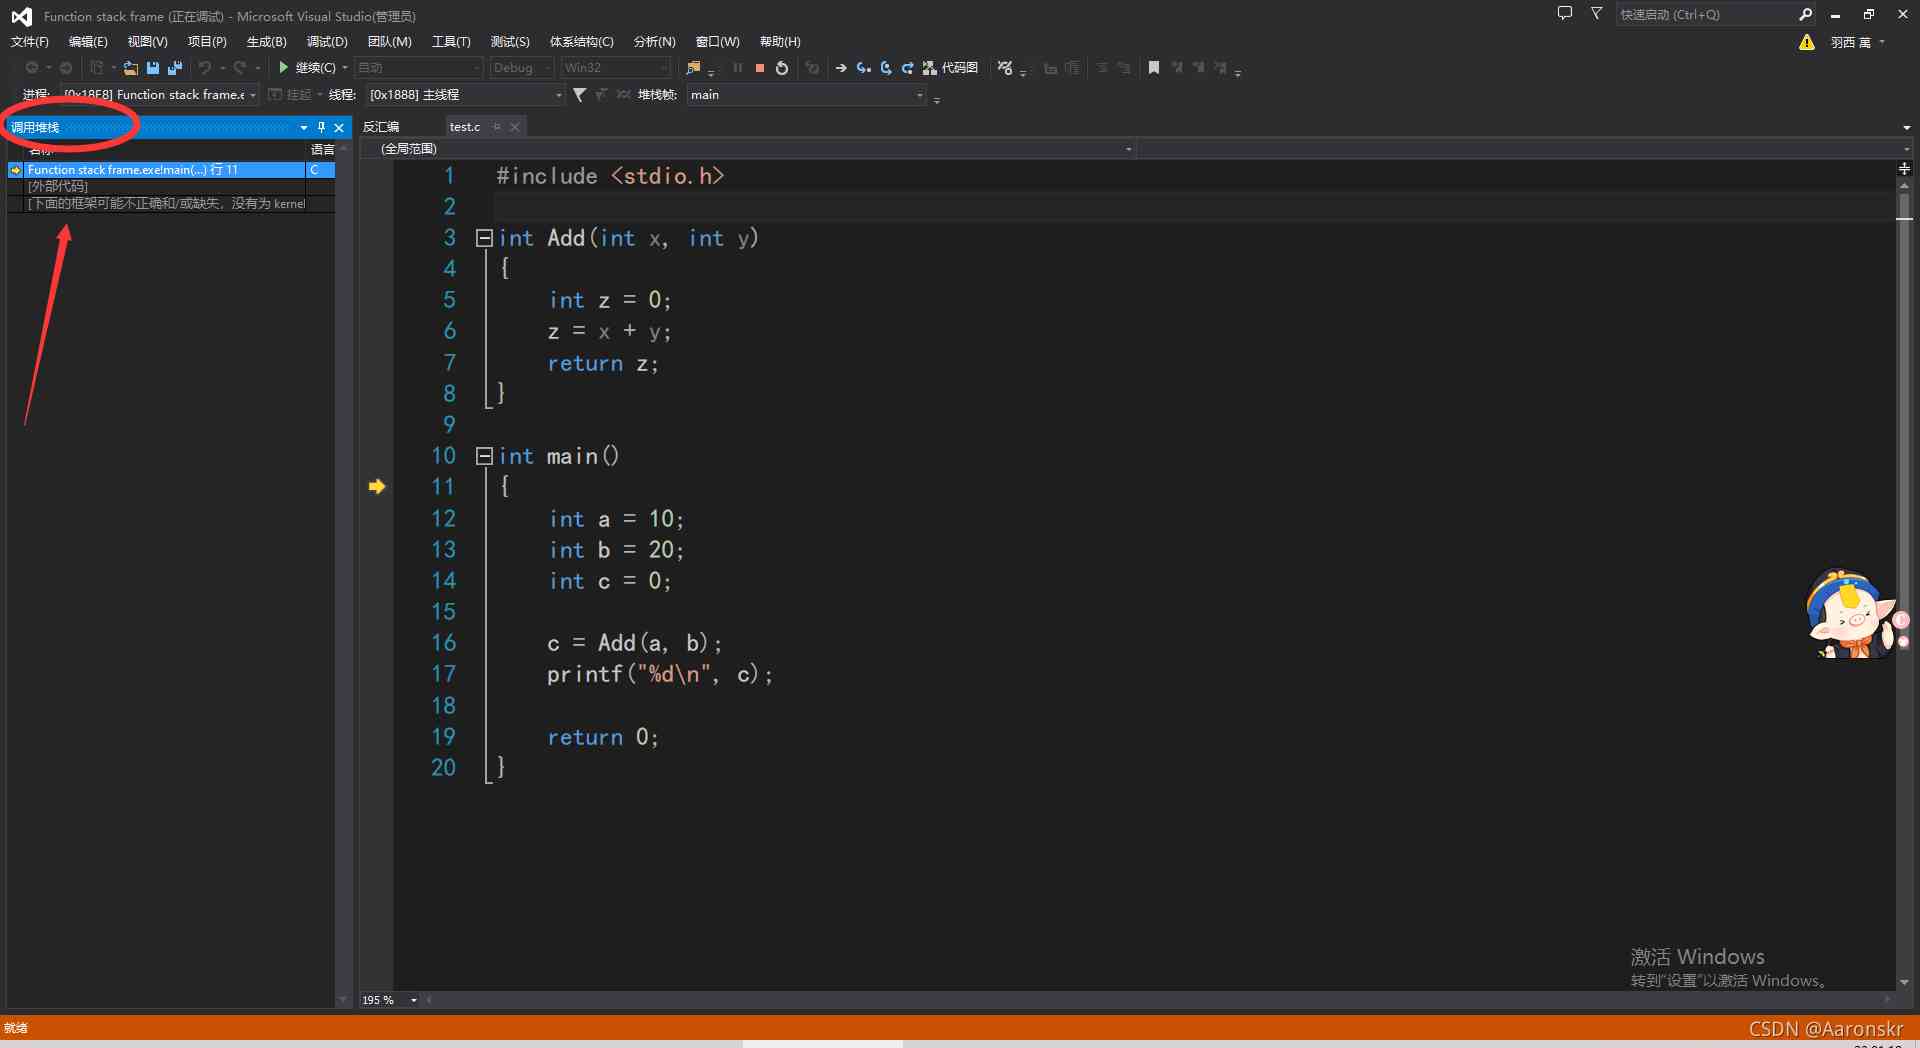 Function stack frame (正在调试) - Microsoft Visual Studio(管理员)
快速启动 (Ctrl+Q)
文件(F) 编辑(E) 视图(V) 项目(P) 生成(B) 调试(D) 团队(M) 工具(T) 测试(S) 体系结构(C) 分析(N) 窗口(W) 帮助(H)
羽西 萬
继续(C) 自动 Debug Win32 代码图
进程: [0x18F8] Function stack frame.e 挂起 线程: [0x1888] 主线程 堆栈帧: main
调用堆栈
名称 语言
Function stack frame.exe!main(...) 行 11 C
[外部代码]
[下面的框架可能不正确和/或缺失，没有为 kernel
反汇编 test.c
(全局范围)
1 #include <stdio.h>
2
3 int Add(int x, int y)
4 {
5 int z = 0;
6 z = x + y;
7 return z;
8 }
9
10 int main()
11 {
12 int a = 10;
13 int b = 20;
14 int c = 0;
15
16 c = Add(a, b);
17 printf("%d\n", c);
18
19 return 0;
20 }
激活 Windows
转到“设置”以激活 Windows。
195 %
就绪
CSDN @Aaronskr